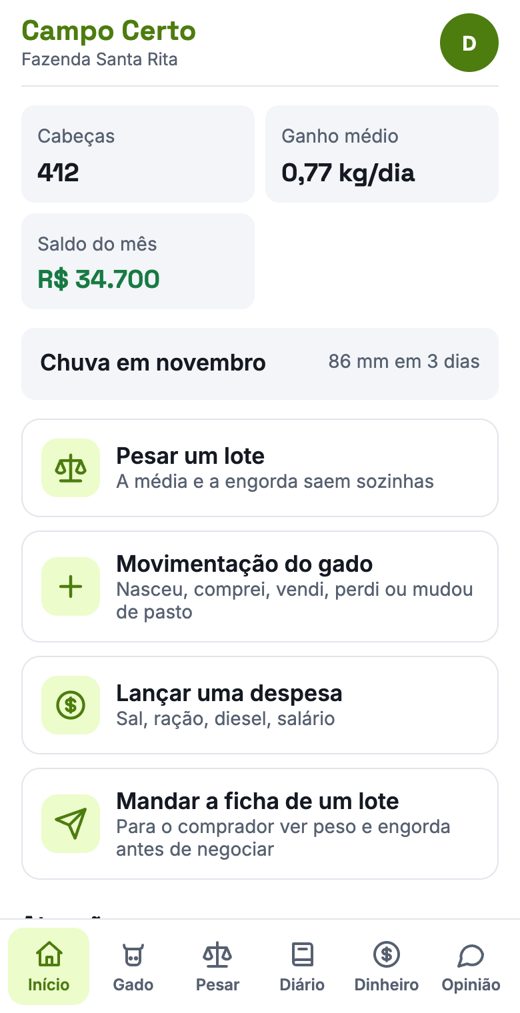 Campo Certo
Fazenda Santa Rita
D
Cabeças
412
Ganho médio
0,77 kg/dia
Saldo do mês
R$ 34.700
Chuva em novembro
86 mm em 3 dias
Pesar um lote
A média e a engorda saem sozinhas
Movimentação do gado
Nasceu, comprei, vendi, perdi ou mudou
de pasto
Lançar uma despesa
Sal, ração, diesel, salário
Mandar a ficha de um lote
Para o comprador ver peso e engorda
antes de negociar
Início
Gado
Pesar
Diário
Dinheiro
Opinião